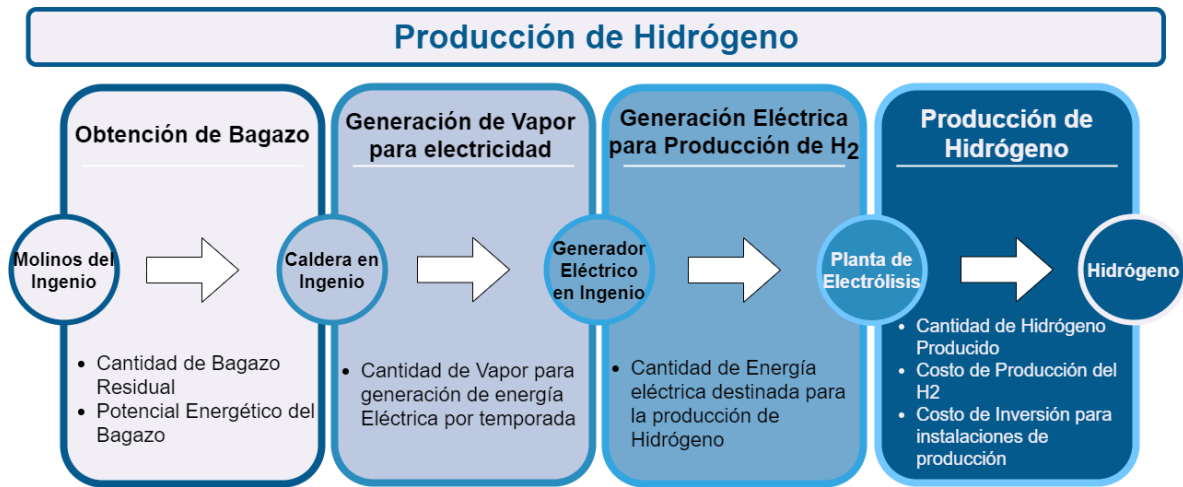 Producción de Hidrógeno
Obtención de Bagazo
Molinos del
Ingenio
• Cantidad de Bagazo
Residual
• Potencial Energético del
Bagazo
Generación de Vapor
para electricidad
Caldera en
Ingenio
• Cantidad de Vapor para
generación de energía
Eléctrica por temporada
Generación Eléctrica
para Producción de H2
Generador
Eléctrico
en Ingenio
• Cantidad de Energía
eléctrica destinada para
la producción de
Hidrógeno
Producción de
Hidrógeno
Planta de
Electrólisis
Hidrógeno
• Cantidad de Hidrógeno
Producido
• Costo de Producción del
H2
• Costo de Inversión para
instalaciones de
producción